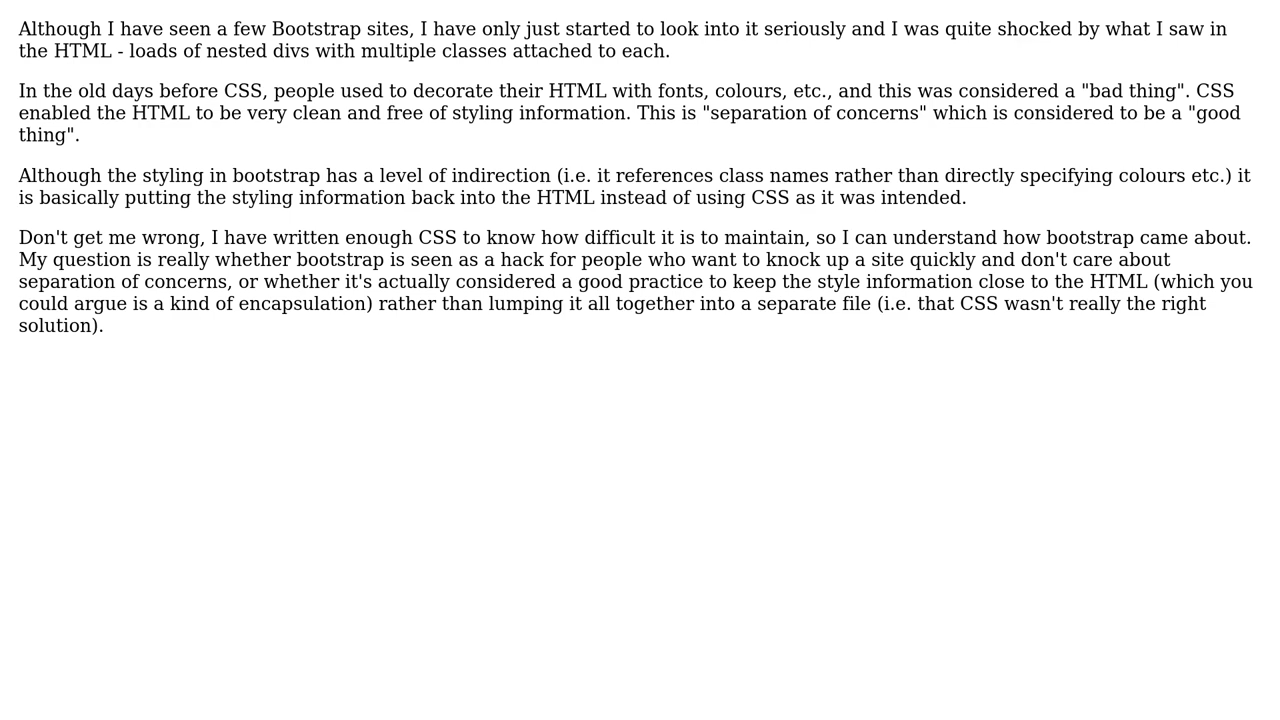 Although I have seen a few Bootstrap sites, I have only just started to look into it seriously and I was quite shocked by what I saw in
the HTML - loads of nested divs with multiple classes attached to each.
In the old days before CSS, people used to decorate their HTML with fonts, colours, etc., and this was considered a "bad thing". CSS
enabled the HTML to be very clean and free of styling information. This is "separation of concerns" which is considered to be a "good
thing".
Although the styling in bootstrap has a level of indirection (i.e. it references class names rather than directly specifying colours etc.) it
is basically putting the styling information back into the HTML instead of using CSS as it was intended.
Don't get me wrong, I have written enough CSS to know how difficult it is to maintain, so I can understand how bootstrap came about.
My question is really whether bootstrap is seen as a hack for people who want to knock up a site quickly and don't care about
separation of concerns, or whether it's actually considered a good practice to keep the style information close to the HTML (which you
could argue is a kind of encapsulation) rather than lumping it all together into a separate file (i.e. that CSS wasn't really the right
solution).